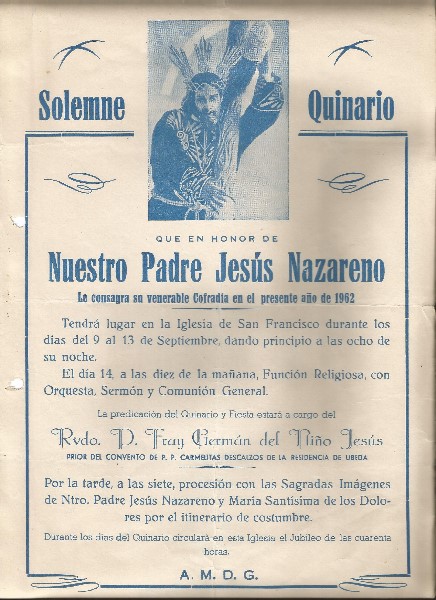 Solemne Quinario
QUE EN HONOR DE
Nuestro Padre Jesús Nazareno
Le consagra su venerable Cofradía en el presente año de 1962
Tendrá lugar en la Iglesia de San Francisco durante los
días del 9 al 13 de Septiembre, dando principio a las ocho de
su noche.
El día 14, a las diez de la mañana, Función Religiosa, con
Orquesta, Sermón y Comunión General.
La predicación del Quinario y Fiesta estará a cargo del
Rvdo. P. Fray Germán del Niño Jesús
PRIOR DEL CONVENTO DE P. P. CARMELITAS DESCALZOS DE LA RESIDENCIA DE UBEDA
Por la tarde, a las siete, procesión con las Sagradas Imágenes
de Ntro. Padre Jesús Nazareno y María Santísima de los Dolo-
res por el itinerario de costumbre.
Durante los días del Quinario circulará en esta Iglesia el Jubileo de las cuarenta
horas.
A. M. D. G.